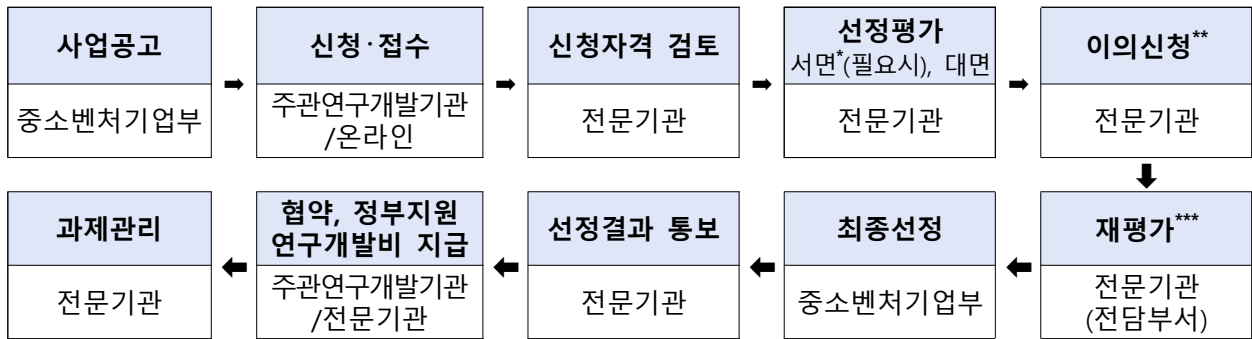 사업공고
중소벤처기업부
신청·접수
주관연구개발기관
/온라인
신청자격 검토
전문기관
선정평가
서면*(필요시), 대면
전문기관
이의신청**
전문기관
재평가***
전문기관
(전담부서)
최종선정
중소벤처기업부
선정결과 통보
전문기관
협약, 정부지원
연구개발비 지급
주관연구개발기관
/전문기관
과제관리
전문기관